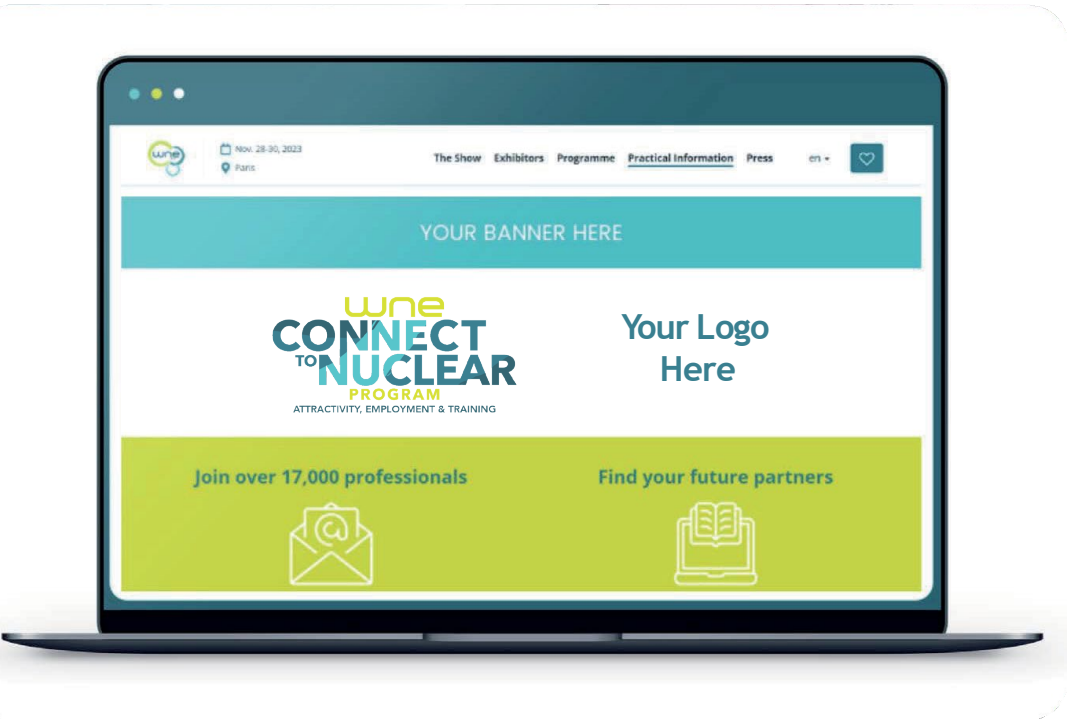 wne
Nov. 28-30, 2023
Paris
The Show Exhibitors Programme Practical Information Press en
YOUR BANNER HERE
wne
CONNECT
TO NUCLEAR
PROGRAM
ATTRACTIVITY, EMPLOYMENT & TRAINING
Your Logo
Here
Join over 17,000 professionals
Find your future partners
@